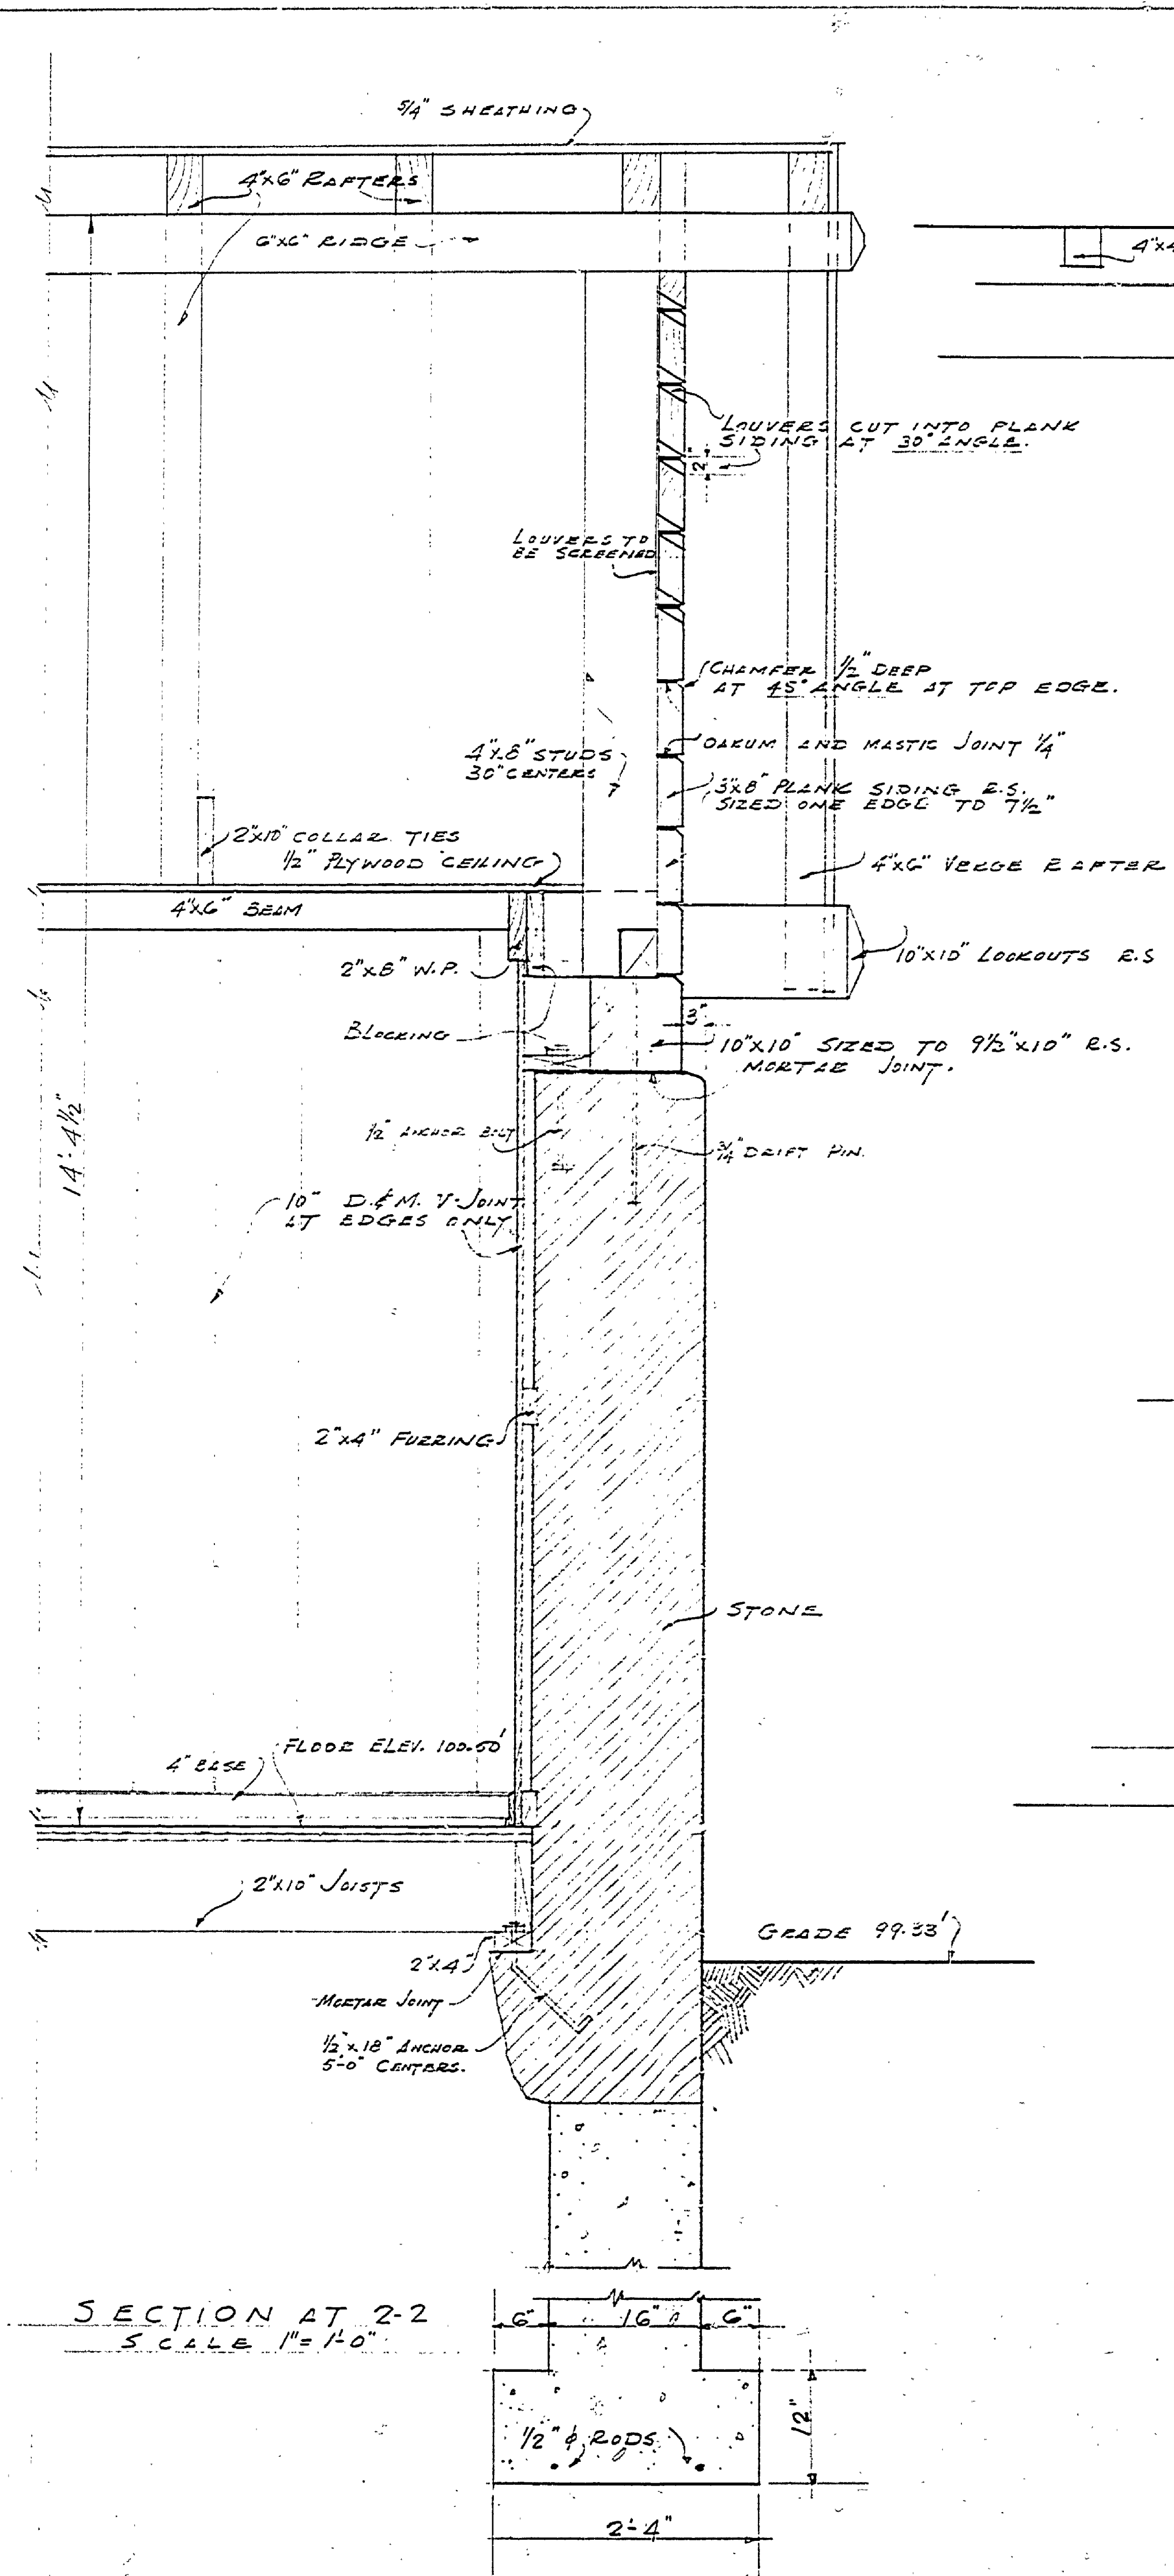 5/4" SHEATHING
4"X6" RAFTERS
6"X6" RIDGE
4"X4
LOUVERS CUT INTO PLANK
SIDING AT 30° ANGLE.
2"
LOUVERS TO
BE SCREENED
CHAMFER 1/2" DEEP
AT 45° ANGLE AT TOP EDGE.
OAKUM AND MASTIC JOINT 1/4"
4"X8" STUDS
30" CENTERS
3"X8" PLANK SIDING R.S.
SIZED ONE EDGE TO 7 1/2"
2"X10" COLLAR TIES
1/2" PLYWOOD CEILING
4"X6" VERGE RAFTER
4"X6" BEAM
10"X10" LOOKOUTS R.S
2"X8" W.P.
3"
BLOCKING
10"X10" SIZED TO 9 1/2"X10" R.S.
MORTAR JOINT.
14'-4 1/2"
1/2" ANCHOR BOLT
3/4" DRIFT PIN.
10" D.&M. V-JOINT
AT EDGES ONLY
2"X4" FURRING
STONE
FLOOR ELEV. 100.50'
4" BASE
2"X10" JOISTS
GRADE 99.33'
2"X4"
MORTAR JOINT
1/2"X18" ANCHOR
5'-0" CENTERS.
SECTION AT 2-2
SCALE 1"=1'-0"
6" 16" 6"
12"
1/2" ϕ RODS
2'-4"